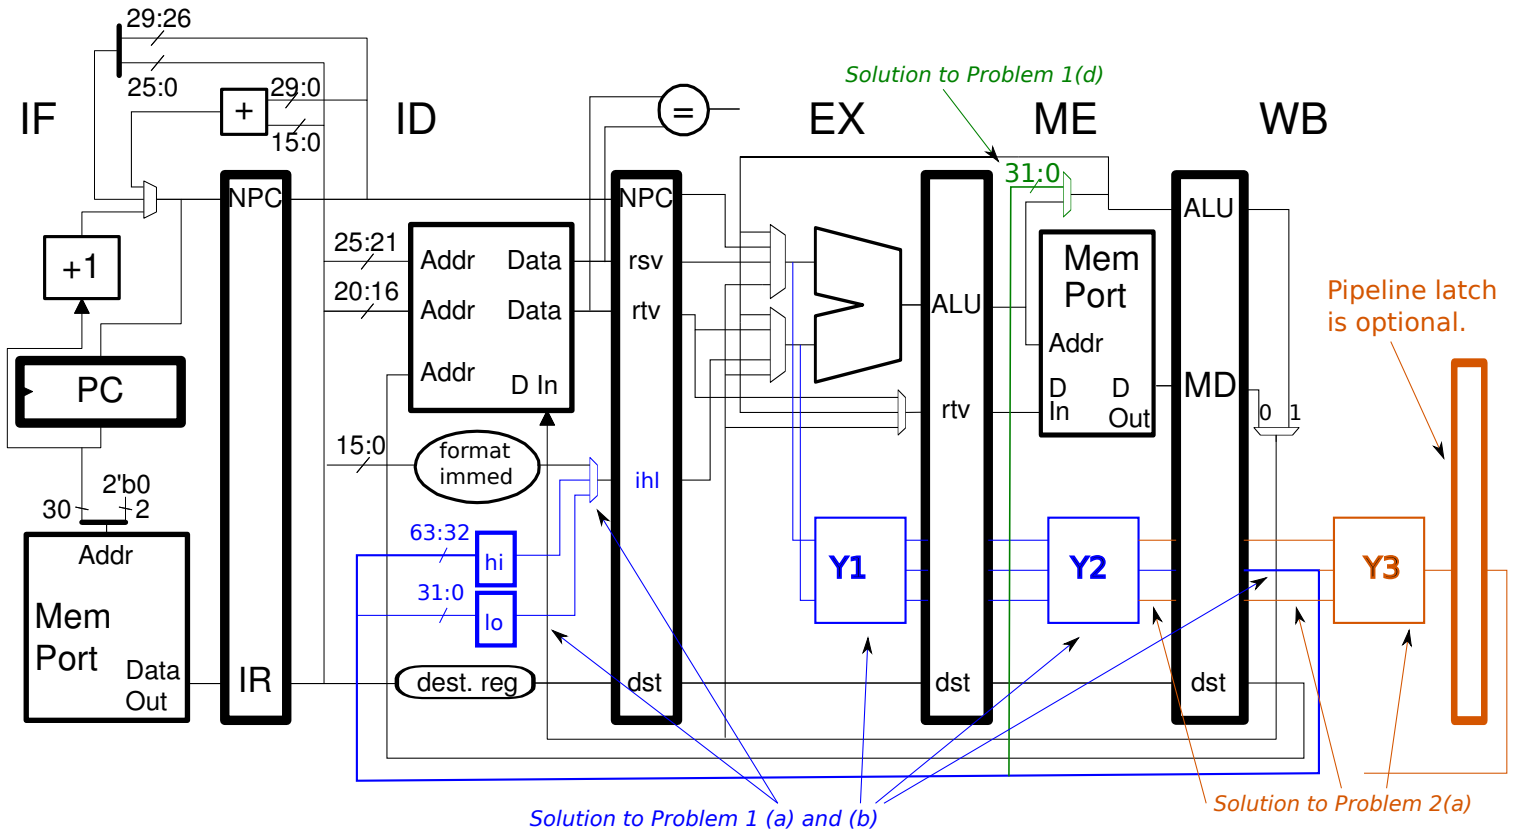 29:26
25:0
29:0
15:0
+
=
IF
ID
EX
ME
WB
Solution to Problem 1(d)
31:0
NPC
NPC
ALU
+1
25:21
Addr
Data
rsv
20:16
Addr
Data
rtv
Addr
D In
ALU
Mem
Port
Addr
D
In
D
Out
MD
0
1
Pipeline latch
is optional.
PC
rtv
15:0
format
immed
ihl
2'b0
30
2
Addr
Mem
Port
Data
Out
IR
63:32
hi
31:0
lo
Y1
Y2
Y3
dest. reg
dst
dst
dst
Solution to Problem 1 (a) and (b)
Solution to Problem 2(a)